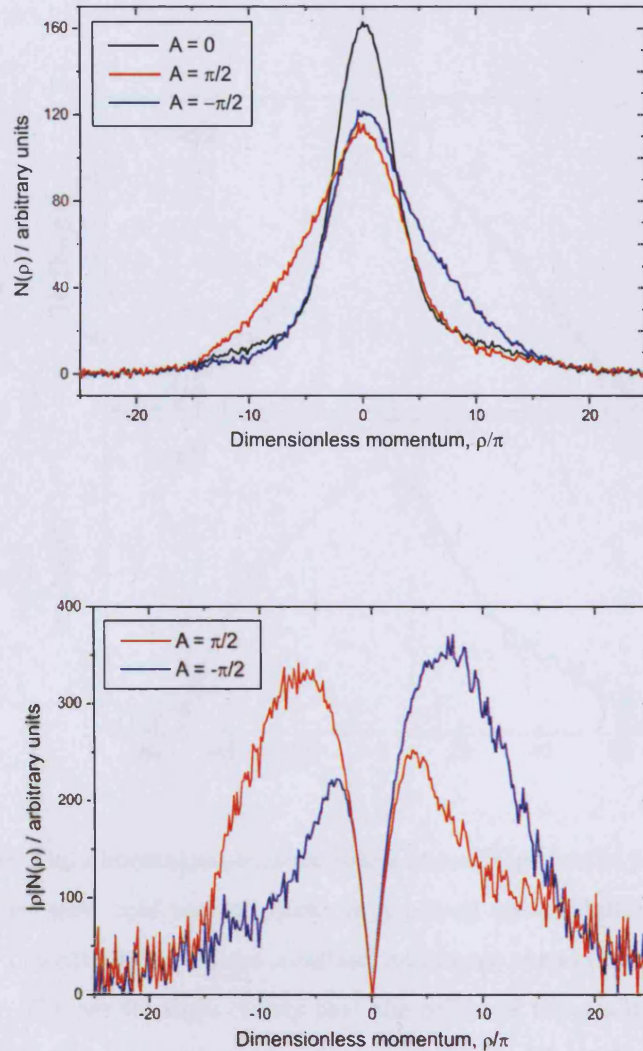 160
120
80
40
0
N(ρ) / arbitrary units
A = 0
A = π/2
A = −π/2
-20
-10
0
10
20
Dimensionless momentum, ρ/π
400
300
200
100
0
|ρ|N(ρ) / arbitrary units
A = π/2
A = -π/2
-20
-10
0
10
20
Dimensionless momentum, ρ/π